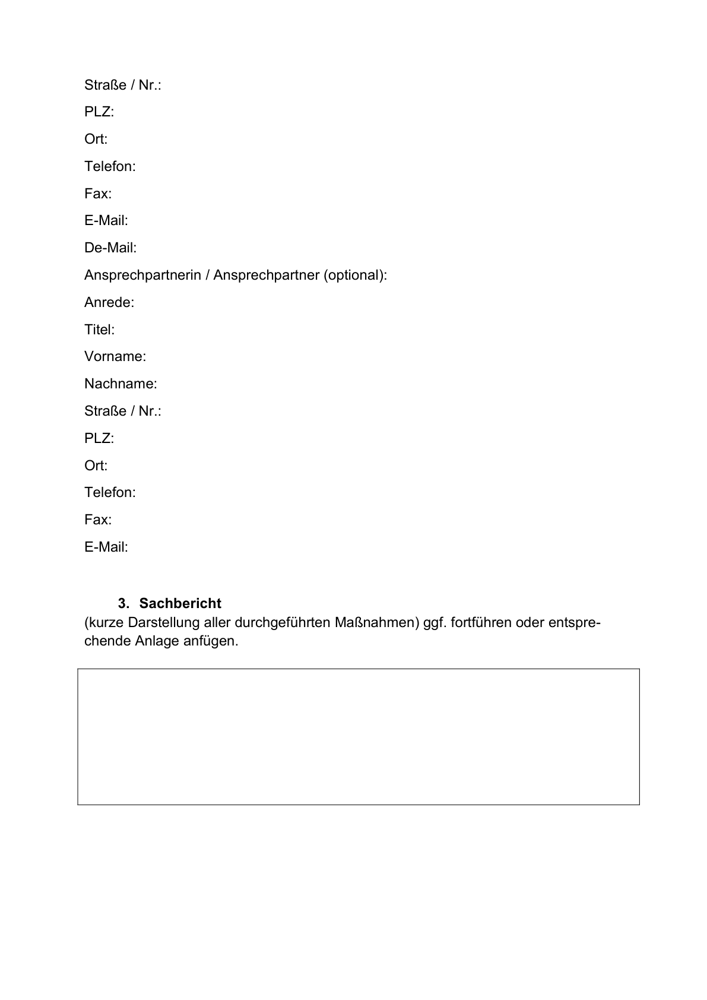 Straße / Nr.:
PLZ:
Ort:
Telefon:
Fax:
E-Mail:
De-Mail:
Ansprechpartnerin / Ansprechpartner (optional):
Anrede:
Titel:
Vorname:
Nachname:
Straße / Nr.:
PLZ:
Ort:
Telefon:
Fax:
E-Mail:
3. Sachbericht
(kurze Darstellung aller durchgeführten Maßnahmen) ggf. fortführen oder entspre-
chende Anlage anfügen.